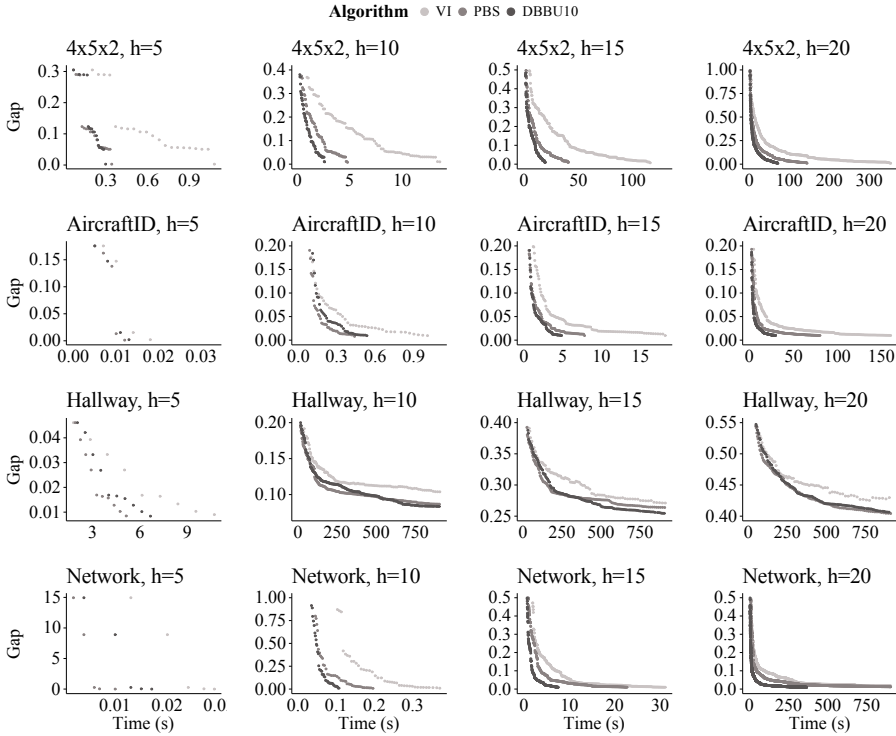 Algorithm VI PBS DBBU10
4x5x2, h=5 4x5x2, h=10 4x5x2, h=15 4x5x2, h=20
Gap
0.3 0.2 0.1 0.0
0.3 0.6 0.9
0.4 0.3 0.2 0.1 0.0
0 5 10
0.5 0.4 0.3 0.2 0.1 0.0
0 50 100
1.00 0.75 0.50 0.25 0.00
0 100 200 300
AircraftID, h=5 AircraftID, h=10 AircraftID, h=15 AircraftID, h=20
Gap
0.15 0.10 0.05 0.00
0.00 0.01 0.02 0.03
0.20 0.15 0.10 0.05 0.00
0.0 0.3 0.6 0.9
0.20 0.15 0.10 0.05 0.00
0 5 10 15
0.20 0.15 0.10 0.05 0.00
0 50 100 150
Hallway, h=5 Hallway, h=10 Hallway, h=15 Hallway, h=20
Gap
0.04 0.03 0.02 0.01
3 6 9
0.20 0.15 0.10
0 250 500 750
0.40 0.35 0.30 0.25
0 250 500 750
0.55 0.50 0.45 0.40
0 250 500 750
Network, h=5 Network, h=10 Network, h=15 Network, h=20
Gap
15 10 5 0
0.01 0.02 0.0
1.00 0.75 0.50 0.25 0.00
0.0 0.1 0.2 0.3
0.5 0.4 0.3 0.2 0.1 0.0
0 10 20 30
0.5 0.4 0.3 0.2 0.1 0.0
0 250 500 750
Time (s) Time (s) Time (s) Time (s)